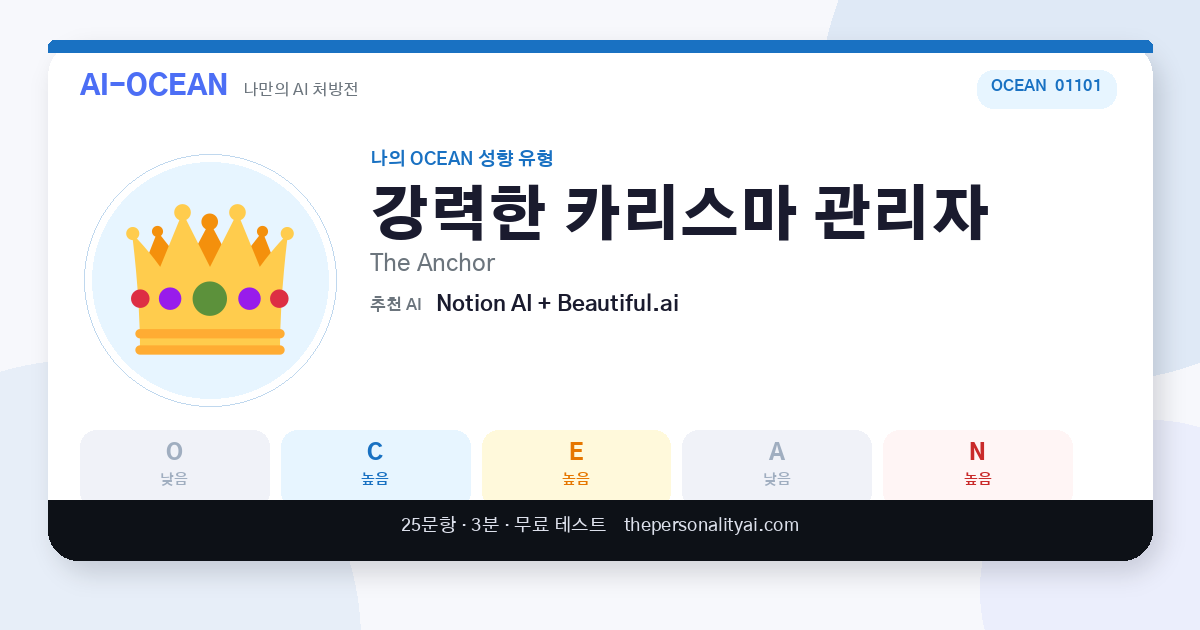 AI-OCEAN 나만의 AI 처방전
OCEAN 01101
나의 OCEAN 성향 유형
강력한 카리스마 관리자
The Anchor
추천 AI Notion AI + Beautiful.ai
O C E A N
낮음 높음 높음 낮음 높음
25문항 · 3분 · 무료 테스트 thepersonalityai.com